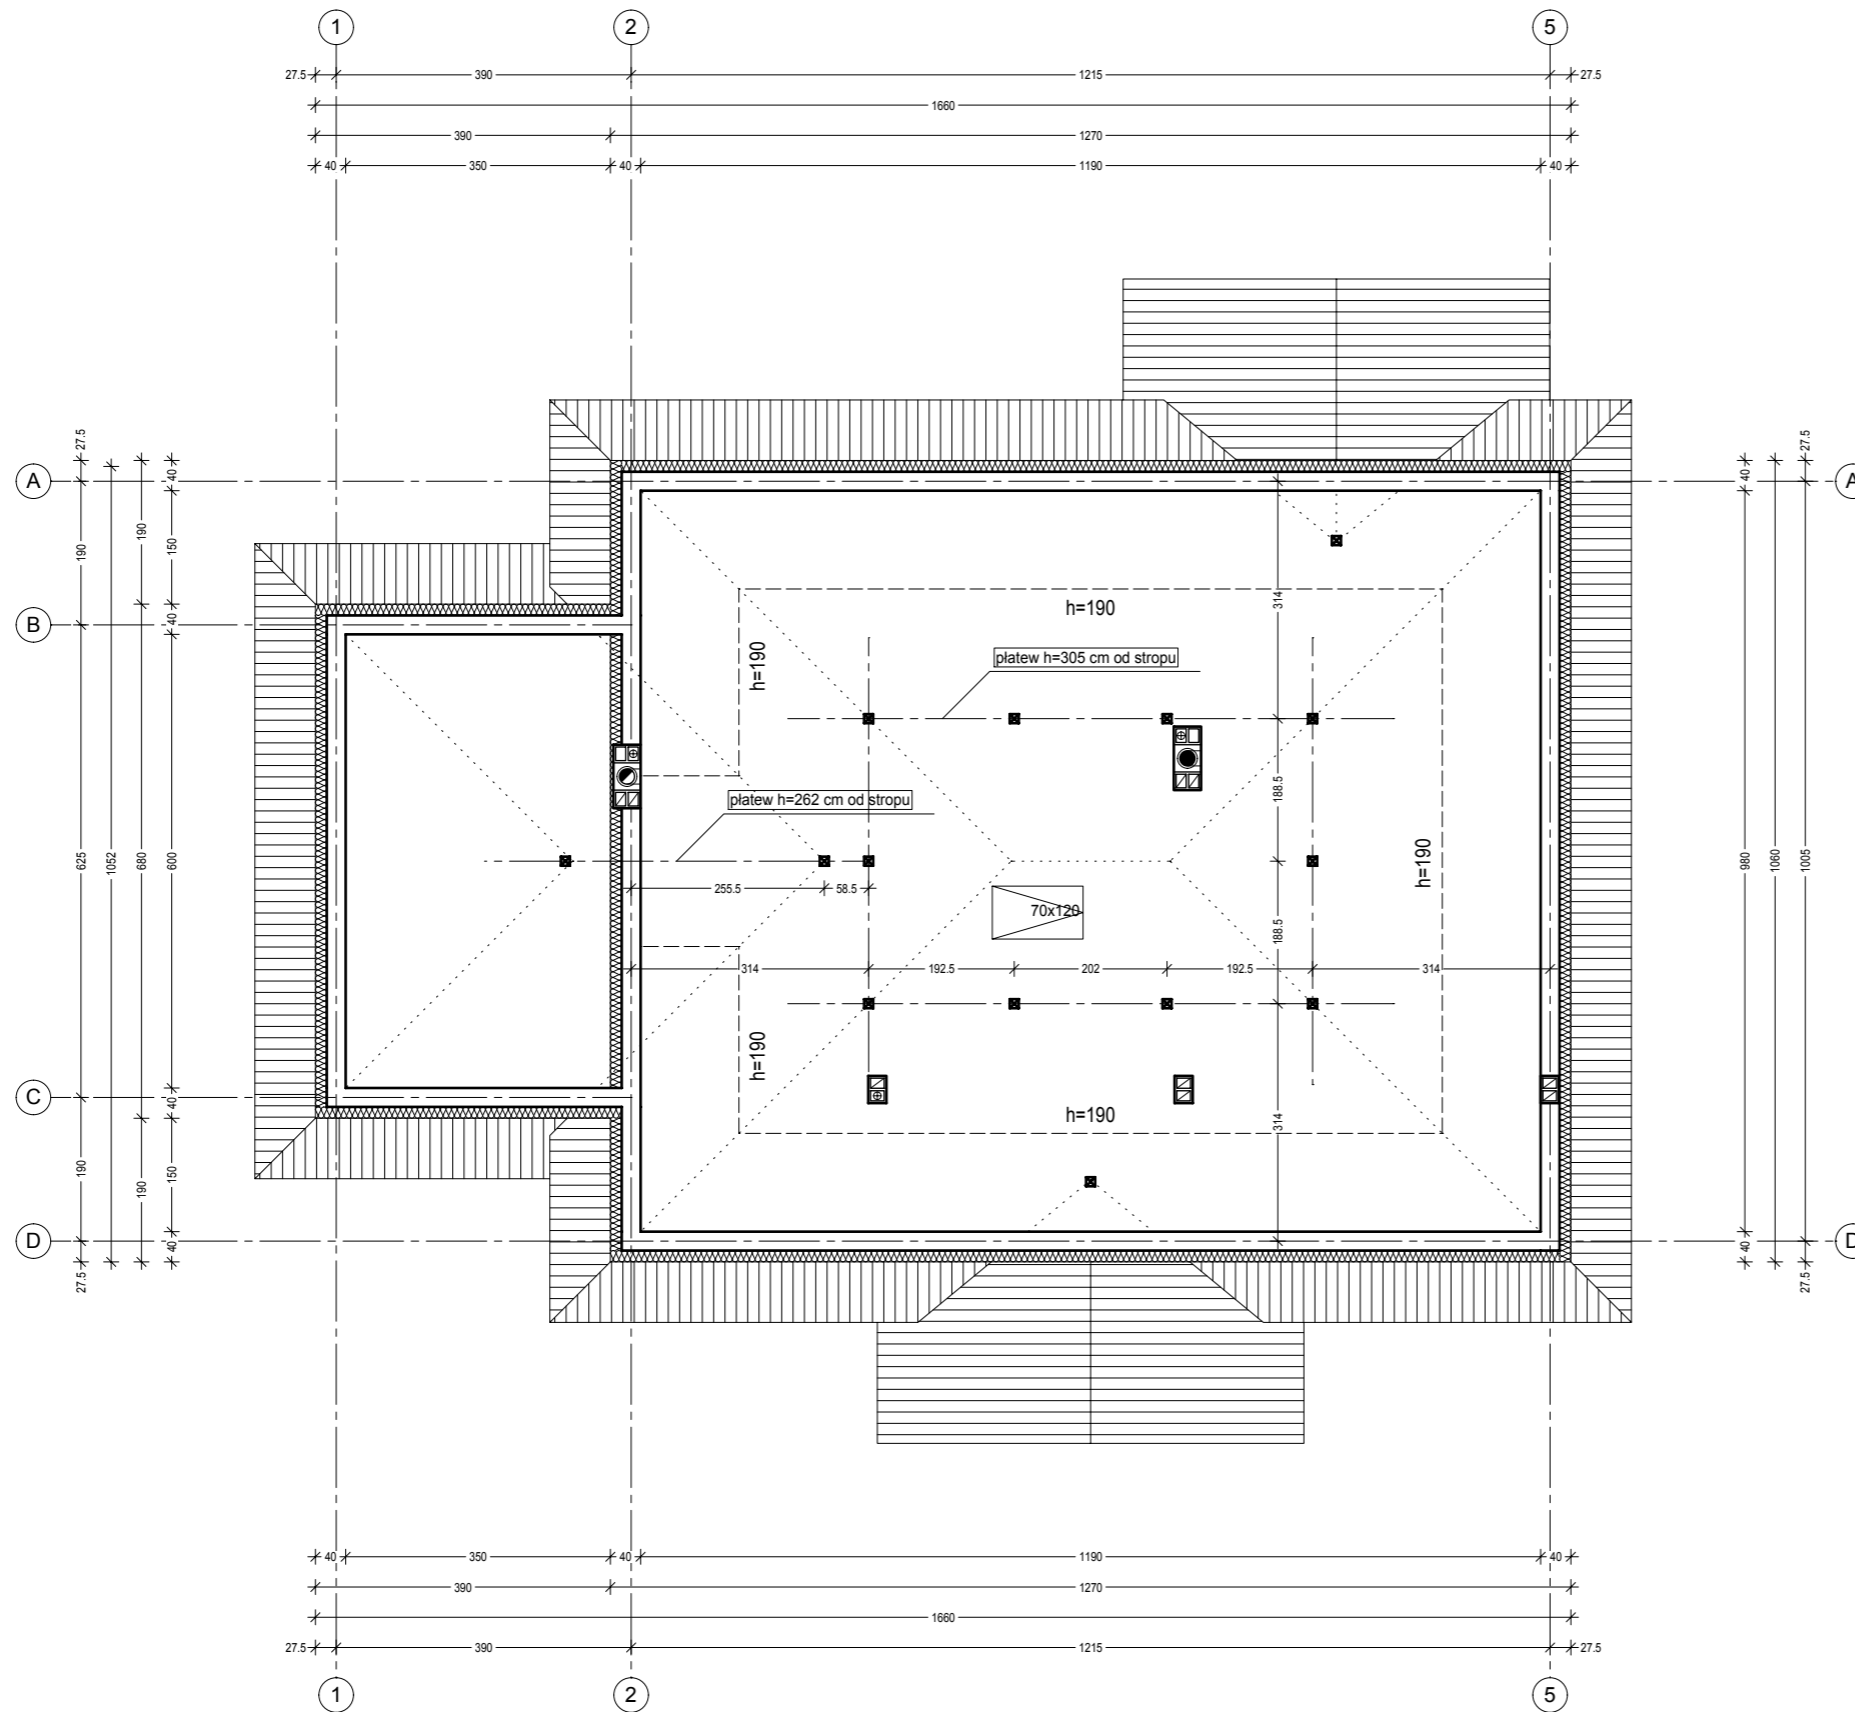 1 2 5
27.5 390 1215 27.5
1660
390 1270
40 350 40 1190 40
A A
B
C
D D
27.5 190 625 190 27.5
1052
190 680 190
40 150 40 600 40 150 40
h=190
h=190
płatew h=305 cm od stropu
płatew h=262 cm od stropu
255.5 58.5
70x120
h=190
314 192.5 202 192.5 314
314 188.5 188.5 314
h=190
h=190
40 980 40
1060
27.5 1005 27.5
40 350 40 1190 40
390 1270
1660
27.5 390 1215 27.5
1 2 5